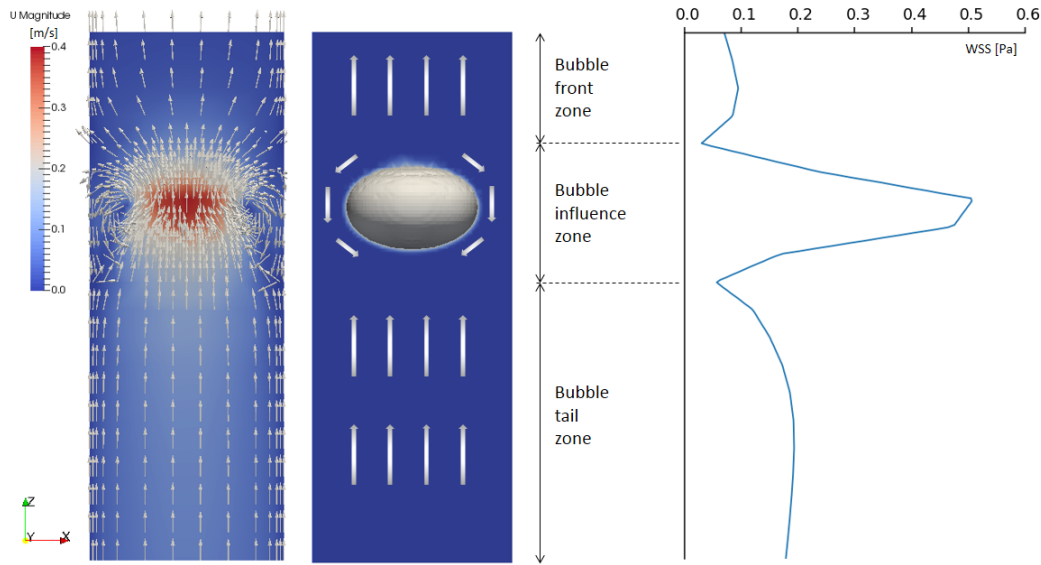 U Magnitude
[m/s]
0.4
0.3
0.2
0.1
0.0
Z
Y
X
Bubble
front
zone
Bubble
influence
zone
Bubble
tail
zone
0.0 0.1 0.2 0.3 0.4 0.5 0.6
WSS [Pa]